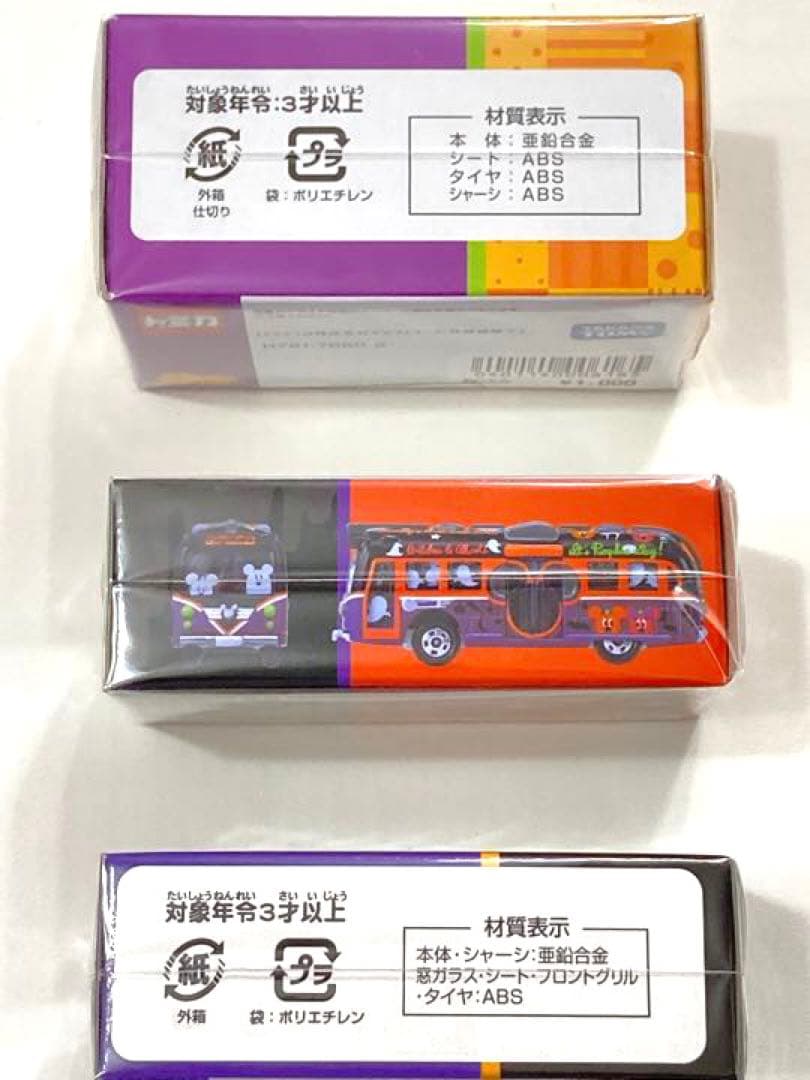 たいしょうねんれい さいいじょう
対象年令:3才以上
紙
プラ
外箱
仕切り
袋:ポリエチレン
材質表示
本 体:亜鉛合金
シート:ABS
タイヤ:ABS
シャーシ:ABS
トミカ
¥1,000
たいしょうねんれい さいいじょう
対象年令3才以上
紙
プラ
外箱
袋:ポリエチレン
材質表示
本体・シャーシ:亜鉛合金
窓ガラス・シート・フロントグリル
・タイヤ:ABS